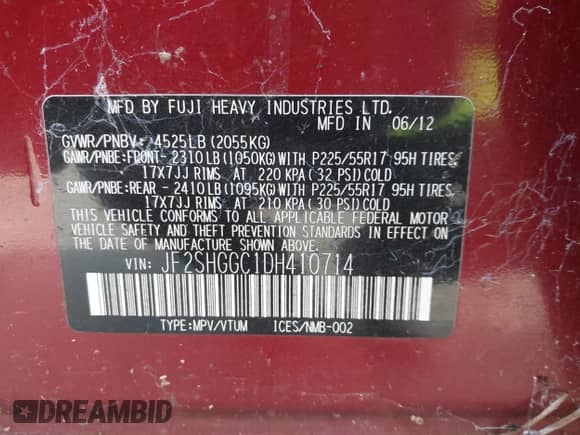 MFD BY FUJI HEAVY INDUSTRIES LTD.
MFD IN 06/12
GVWR/PNBV: 4525LB(2055KG)
GAWR/PNBE:FRONT- 2310LB(1050KG)WITH P225/55R17 95H TIRES,
17X7JJ RIMS AT 220 KPA(32 PSI)COLD
GAWR/PNBE:REAR - 2410LB(1095KG)WITH P225/55R17 95H TIRES,
17X7JJ RIMS AT 210 KPA(30 PSI)COLD
THIS VEHICLE CONFORMS TO ALL APPLICABLE FEDERAL MOTOR
VEHICLE SAFETY AND THEFT PREVENTION STANDARDS IN EFFECT
ON THE DATE OF MANUFACTURE SHOWN ABOVE.
VIN: JF2SHGGC1DH410714
TYPE:MPV/VTUM ICES/NMB-002
DREAMBID